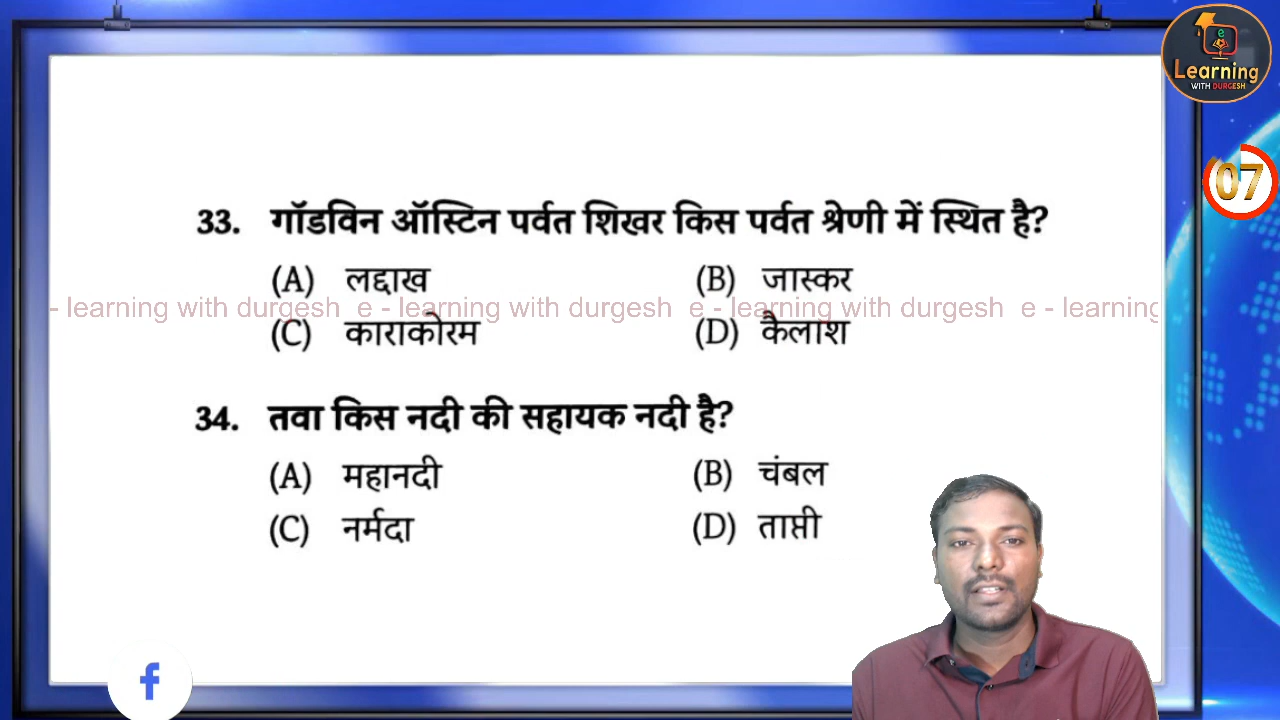 e
Learning
WITH DURGESH
07
33. गॉडविन ऑस्टिन पर्वत शिखर किस पर्वत श्रेणी में स्थित है?
(A) लद्दाख (B) जास्कर
- learning with durgesh e - learning with durgesh e - learning with durgesh e - learning
(C) काराकोरम (D) कैलाश
34. तवा किस नदी की सहायक नदी है?
(A) महानदी (B) चंबल
(C) नर्मदा (D) ताप्ती
f